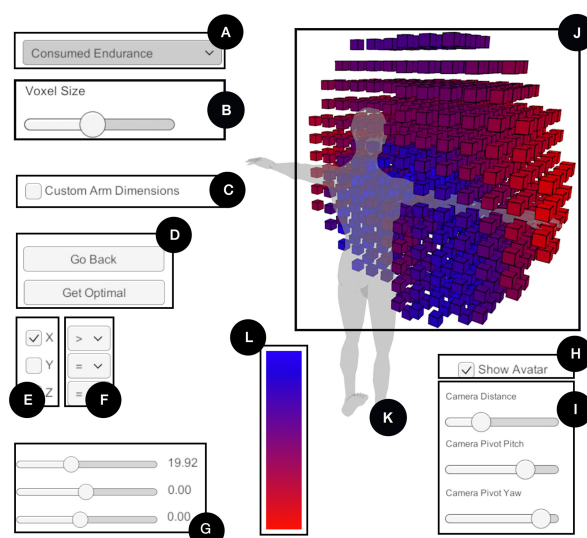 A
Consumed Endurance
J
Voxel Size
B
Custom Arm Dimensions
C
D
Go Back
Get Optimal
L
X
>
Y
=
E
Z
=
F
H
Show Avatar
I
Camera Distance
K
Camera Pivot Pitch
19.92
0.00
Camera Pivot Yaw
0.00
G